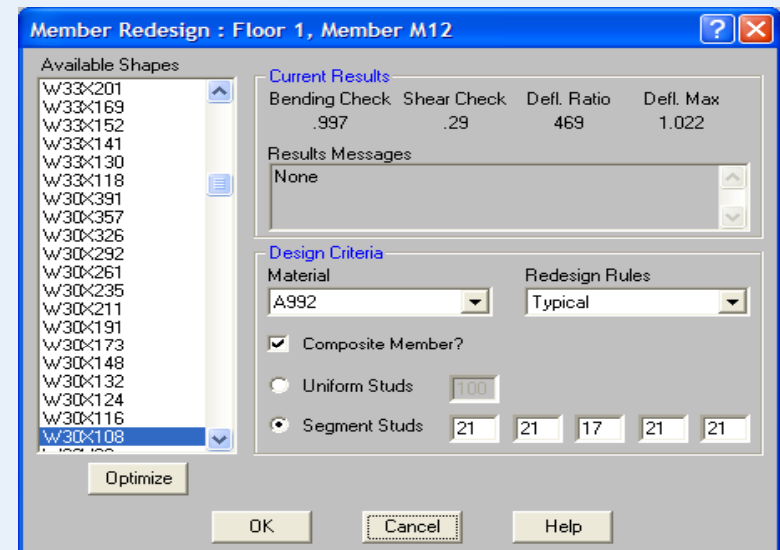 Member Redesign : Floor 1, Member M12
Available Shapes
W33X201
W33X169
W33X152
W33X141
W33X130
W33X118
W30X391
W30X357
W30X326
W30X292
W30X261
W30X235
W30X211
W30X191
W30X173
W30X148
W30X132
W30X124
W30X116
W30X108
Optimize
Current Results
Bending Check Shear Check Defl. Ratio Defl. Max
.997 .29 469 1.022
Results Messages
None
Design Criteria
Material Redesign Rules
A992 Typical
Composite Member?
Uniform Studs 100
Segment Studs 21 21 17 21 21
OK Cancel Help